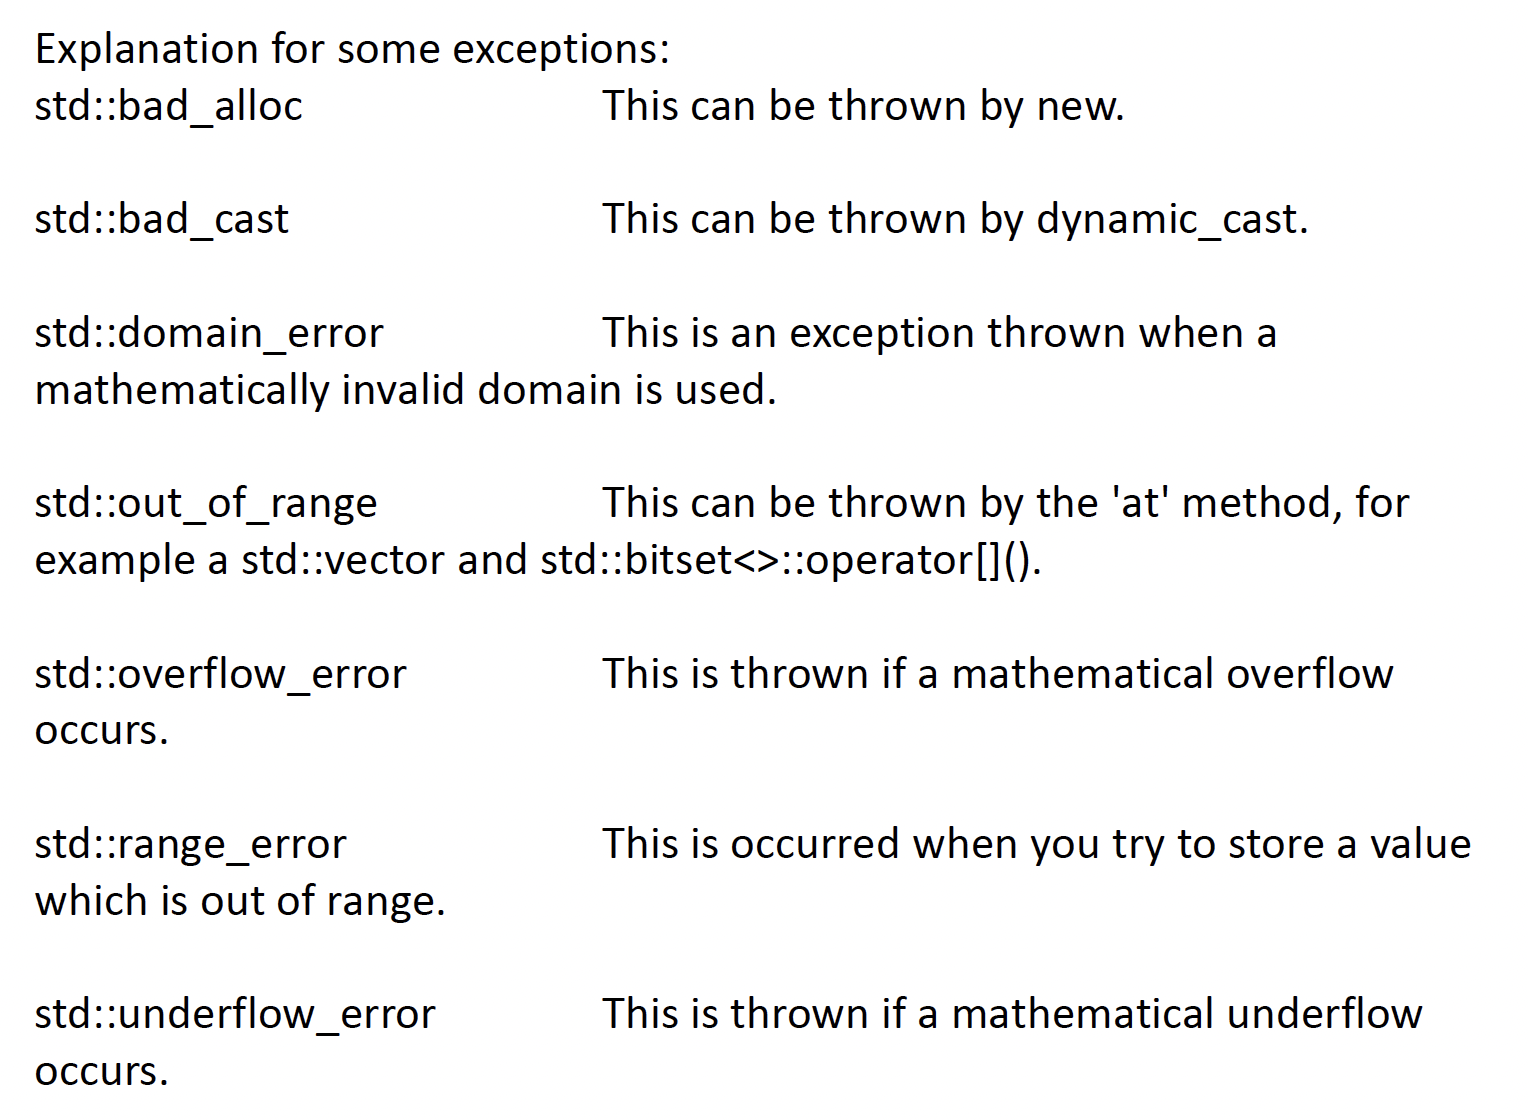 Explanation for some exceptions:
std::bad_alloc This can be thrown by new.
std::bad_cast This can be thrown by dynamic_cast.
std::domain_error This is an exception thrown when a
mathematically invalid domain is used.
std::out_of_range This can be thrown by the 'at' method, for
example a std::vector and std::bitset<>::operator[]().
std::overflow_error This is thrown if a mathematical overflow
occurs.
std::range_error This is occurred when you try to store a value
which is out of range.
std::underflow_error This is thrown if a mathematical underflow
occurs.